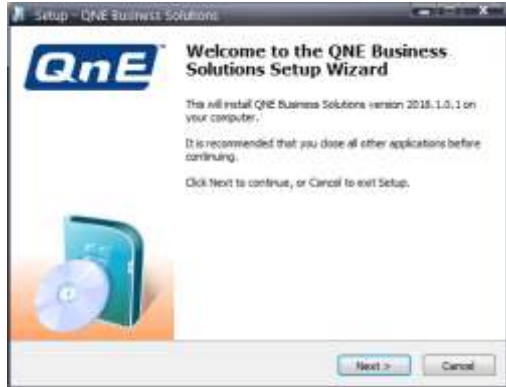 Setup - QNE Business Solutions
QnE
Welcome to the QNE Business
Solutions Setup Wizard
This will install QNE Business Solutions version 2018.1.0.1 on
your computer.
It is recommended that you close all other applications before
continuing.
Click Next to continue, or Cancel to exit Setup.
Next >
Cancel